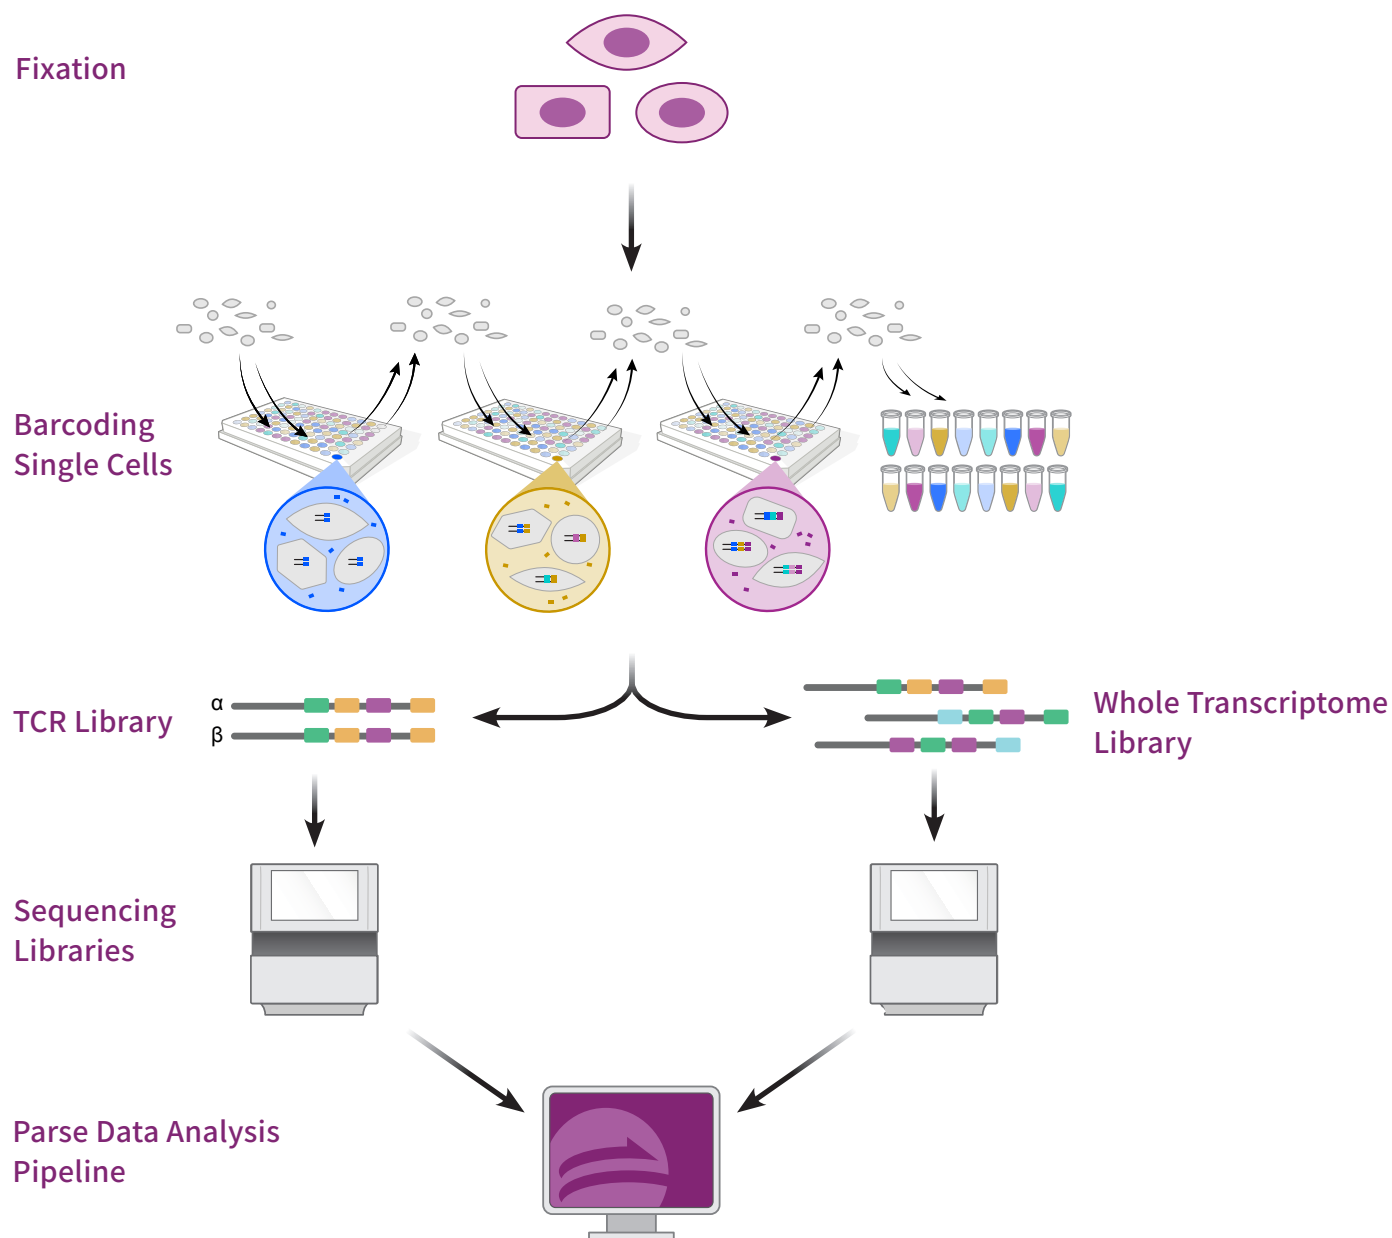 Fixation
Barcoding
Single Cells
TCR Library
α
β
Whole Transcriptome
Library
Sequencing
Libraries
Parse Data Analysis
Pipeline